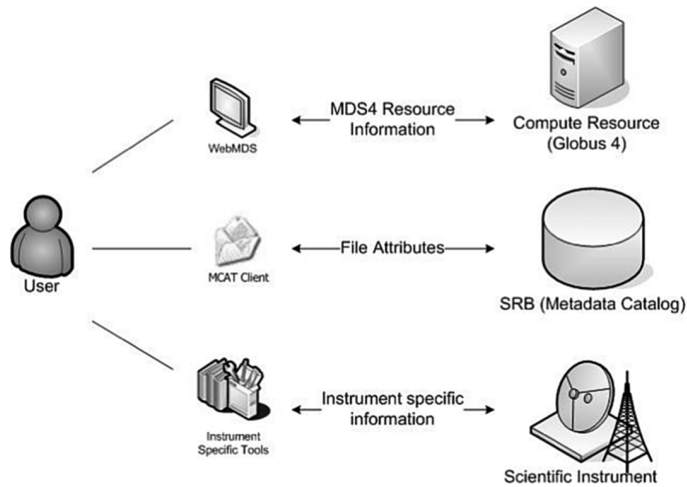 MDS4 Resource
Information
WebMDS
Compute Resource
(Globus 4)
User
MCAT Client
File Attributes
SRB (Metadata Catalog)
Instrument
Specific Tools
Instrument specific
information
Scientific Instrument